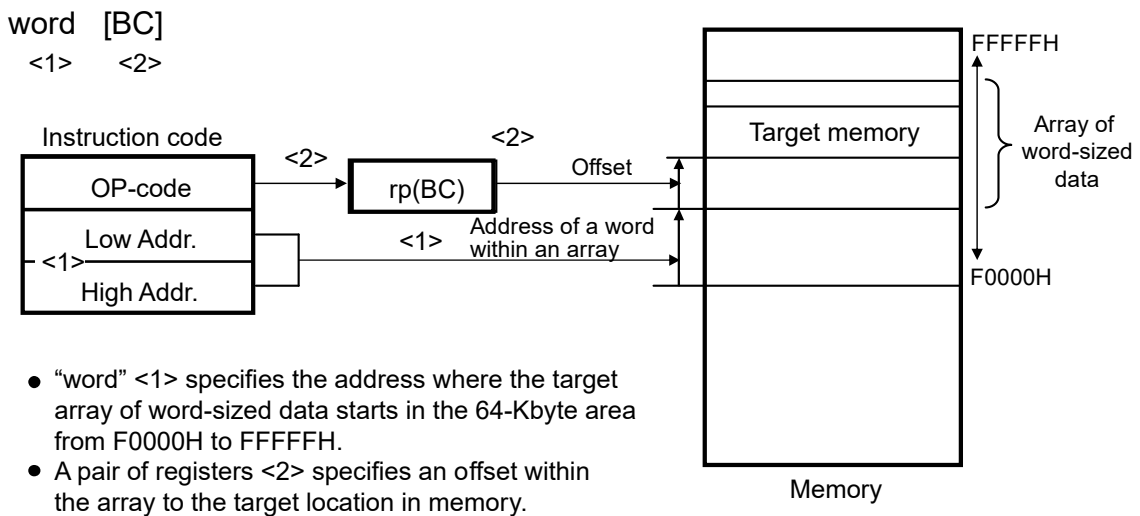 word [BC]
<1> <2>
Instruction code
OP-code
Low Addr.
<1>
High Addr.
<2>
rp(BC)
<2>
Offset
<1>
Address of a word
within an array
Target memory
FFFFFH
Array of
word-sized
data
F0000H
Memory
● “word” <1> specifies the address where the target
array of word-sized data starts in the 64-Kbyte area
from F0000H to FFFFFH.
● A pair of registers <2> specifies an offset within
the array to the target location in memory.